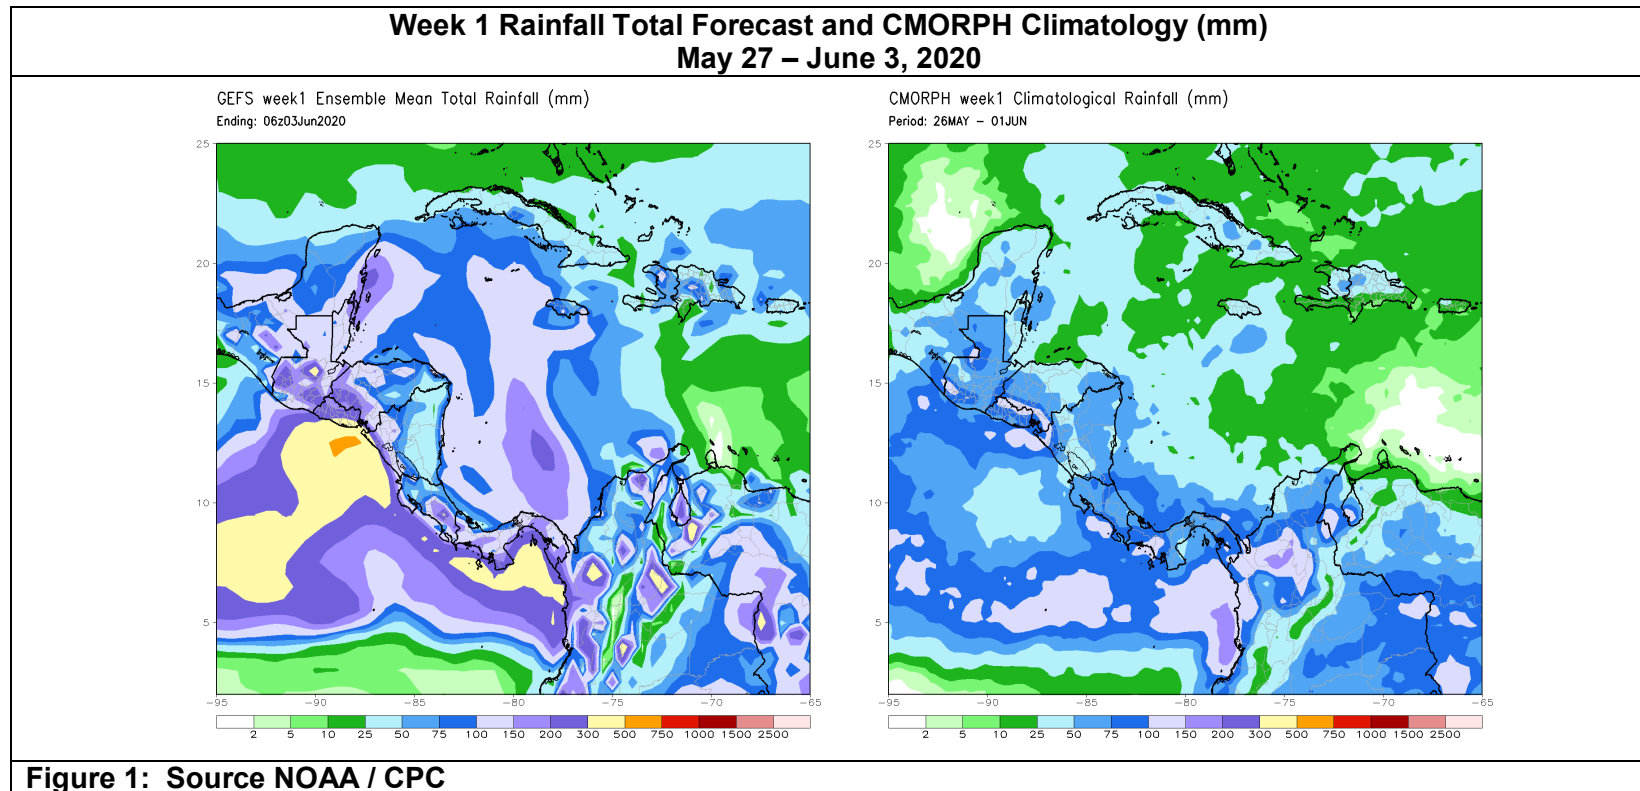 Week 1 Rainfall Total Forecast and CMORPH Climatology (mm)
May 27 – June 3, 2020
GEFS week1 Ensemble Mean Total Rainfall (mm)
Ending: 06z03Jun2020
25
20
15
10
5
-95 -90 -85 -80 -75 -70 -65
2 5 10 25 50 75 100 150 200 300 500 750 1000 1500 2500
CMORPH week1 Climatological Rainfall (mm)
Period: 26MAY - 01JUN
25
20
15
10
5
-95 -90 -85 -80 -75 -70 -65
2 5 10 25 50 75 100 150 200 300 500 750 1000 1500 2500
Figure 1: Source NOAA / CPC